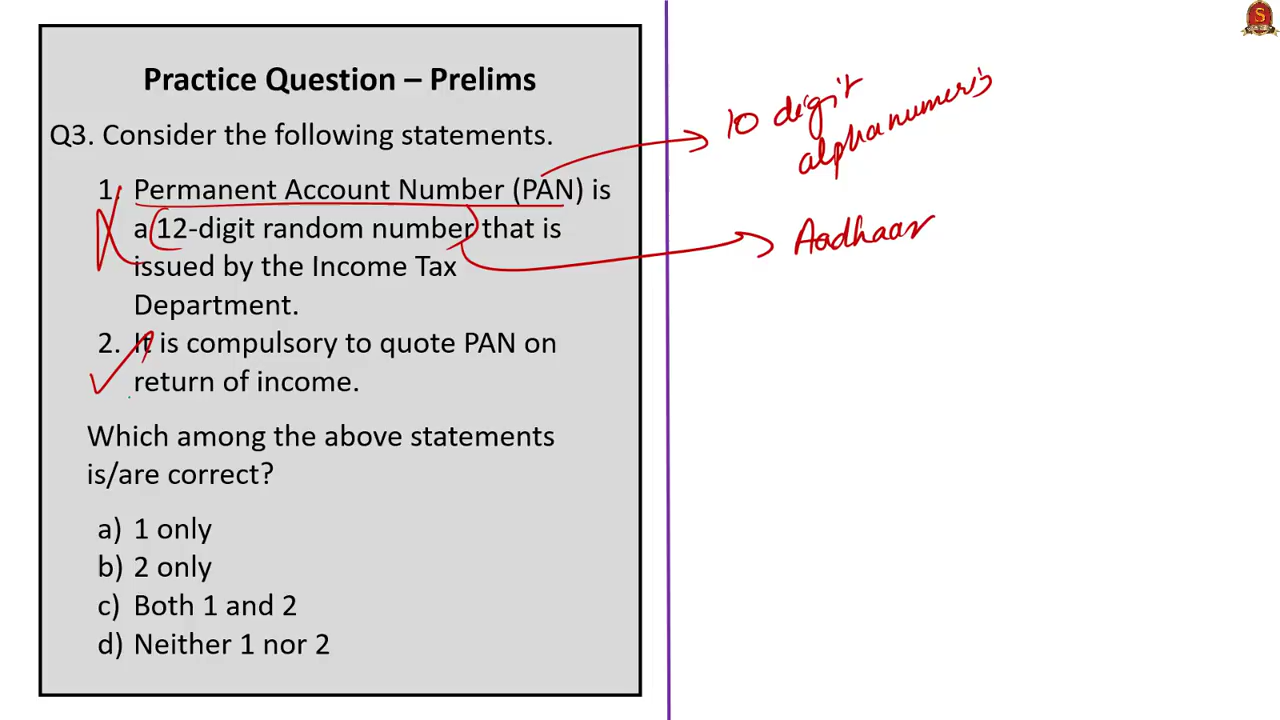 Practice Question – Prelims
Q3. Consider the following statements.
1. Permanent Account Number (PAN) is
a 12-digit random number that is
issued by the Income Tax
Department.
2. It is compulsory to quote PAN on
return of income.
Which among the above statements
is/are correct?
a) 1 only
b) 2 only
c) Both 1 and 2
d) Neither 1 nor 2
10 digit
alphanumeris
Aadhaar
S